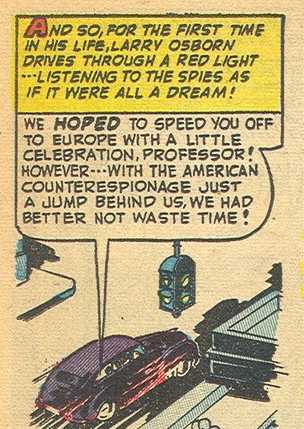 AND SO, FOR THE FIRST TIME
IN HIS LIFE, LARRY OSBORN
DRIVES THROUGH A RED LIGHT
---LISTENING TO THE SPIES AS
IF IT WERE ALL A DREAM!
WE HOPED TO SPEED YOU OFF
TO EUROPE WITH A LITTLE
CELEBRATION, PROFESSOR!
HOWEVER---WITH THE AMERICAN
COUNTERESPIONAGE JUST
A JUMP BEHIND US, WE HAD
BETTER NOT WASTE TIME!